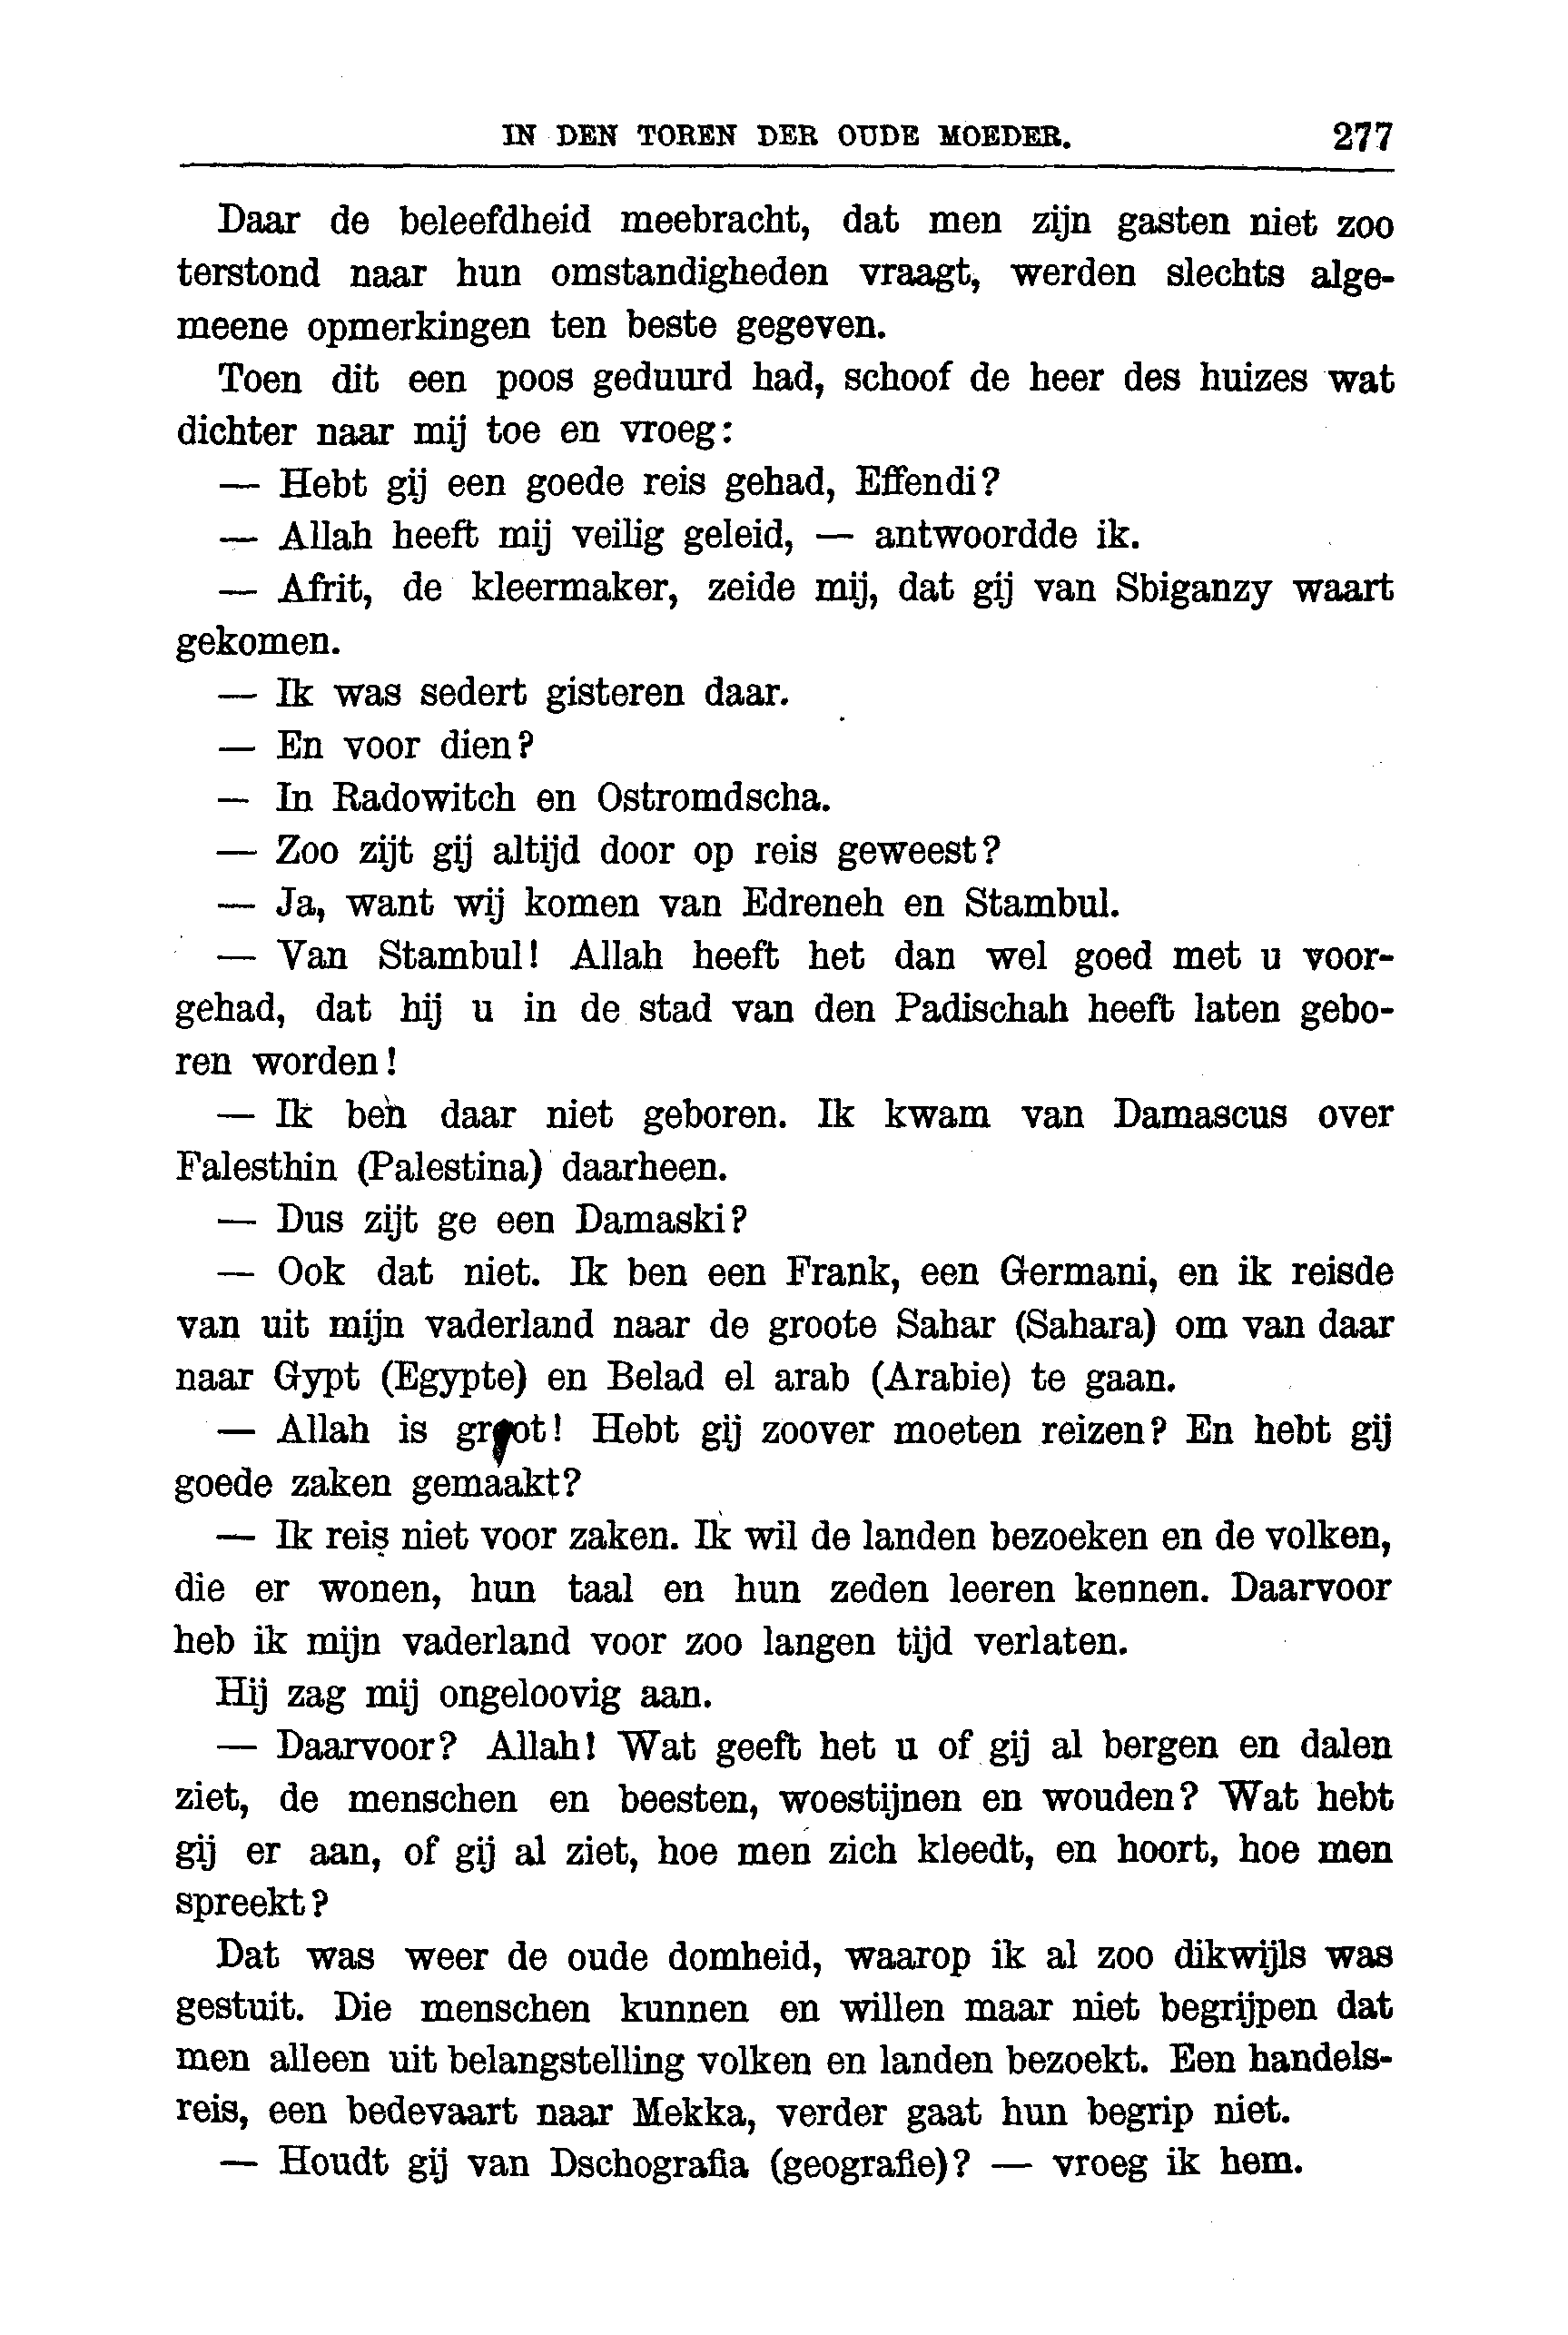 IN DEN TOREN DER OUDE MOEDER. 277
Daar de beleefdheid meebracht, dat men zijn gasten niet zoo
terstond naar hun omstandigheden vraagt, werden slechts alge-
meene opmerkingen ten beste gegeven.
Toen dit een poos geduurd had, schoof de heer des huizes wat
dichter naar mij toe en vroeg:
— Hebt gij een goede reis gehad, Effendi?
— Allah heeft mij veilig geleid, — antwoordde ik.
— Afrit, de kleermaker, zeide mij, dat gij van Sbiganzy waart
gekomen.
— Ik was sedert gisteren daar.
— En voor dien?
— In Radowitch en Ostromdscha.
— Zoo zijt gij altijd door op reis geweest?
— Ja, want wij komen van Edreneh en Stambul.
— Van Stambul! Allah heeft het dan wel goed met u voor-
gehad, dat hij u in de stad van den Padischah heeft laten gebo-
ren worden!
— Ik ben daar niet geboren. Ik kwam van Damascus over
Falesthin (Palestina) daarheen.
— Dus zijt ge een Damaski?
— Ook dat niet. Ik ben een Frank, een Germani, en ik reisde
van uit mijn vaderland naar de groote Sahar (Sahara) om van daar
naar Gypt (Egypte) en Belad el arab (Arabie) te gaan.
— Allah is groot! Hebt gij zoover moeten reizen? En hebt gij
goede zaken gemaakt?
— Ik reis niet voor zaken. Ik wil de landen bezoeken en de volken,
die er wonen, hun taal en hun zeden leeren kennen. Daarvoor
heb ik mijn vaderland voor zoo langen tijd verlaten.
Hij zag mij ongeloovig aan.
— Daarvoor? Allah! Wat geeft het u of gij al bergen en dalen
ziet, de menschen en beesten, woestijnen en wouden? Wat hebt
gij er aan, of gij al ziet, hoe men zich kleedt, en hoort, hoe men
spreekt?
Dat was weer de oude domheid, waarop ik al zoo dikwijls was
gestuit. Die menschen kunnen en willen maar niet begrijpen dat
men alleen uit belangstelling volken en landen bezoekt. Een handels-
reis, een bedevaart naar Mekka, verder gaat hun begrip niet.
— Houdt gij van Dschografia (geografie)? — vroeg ik hem.